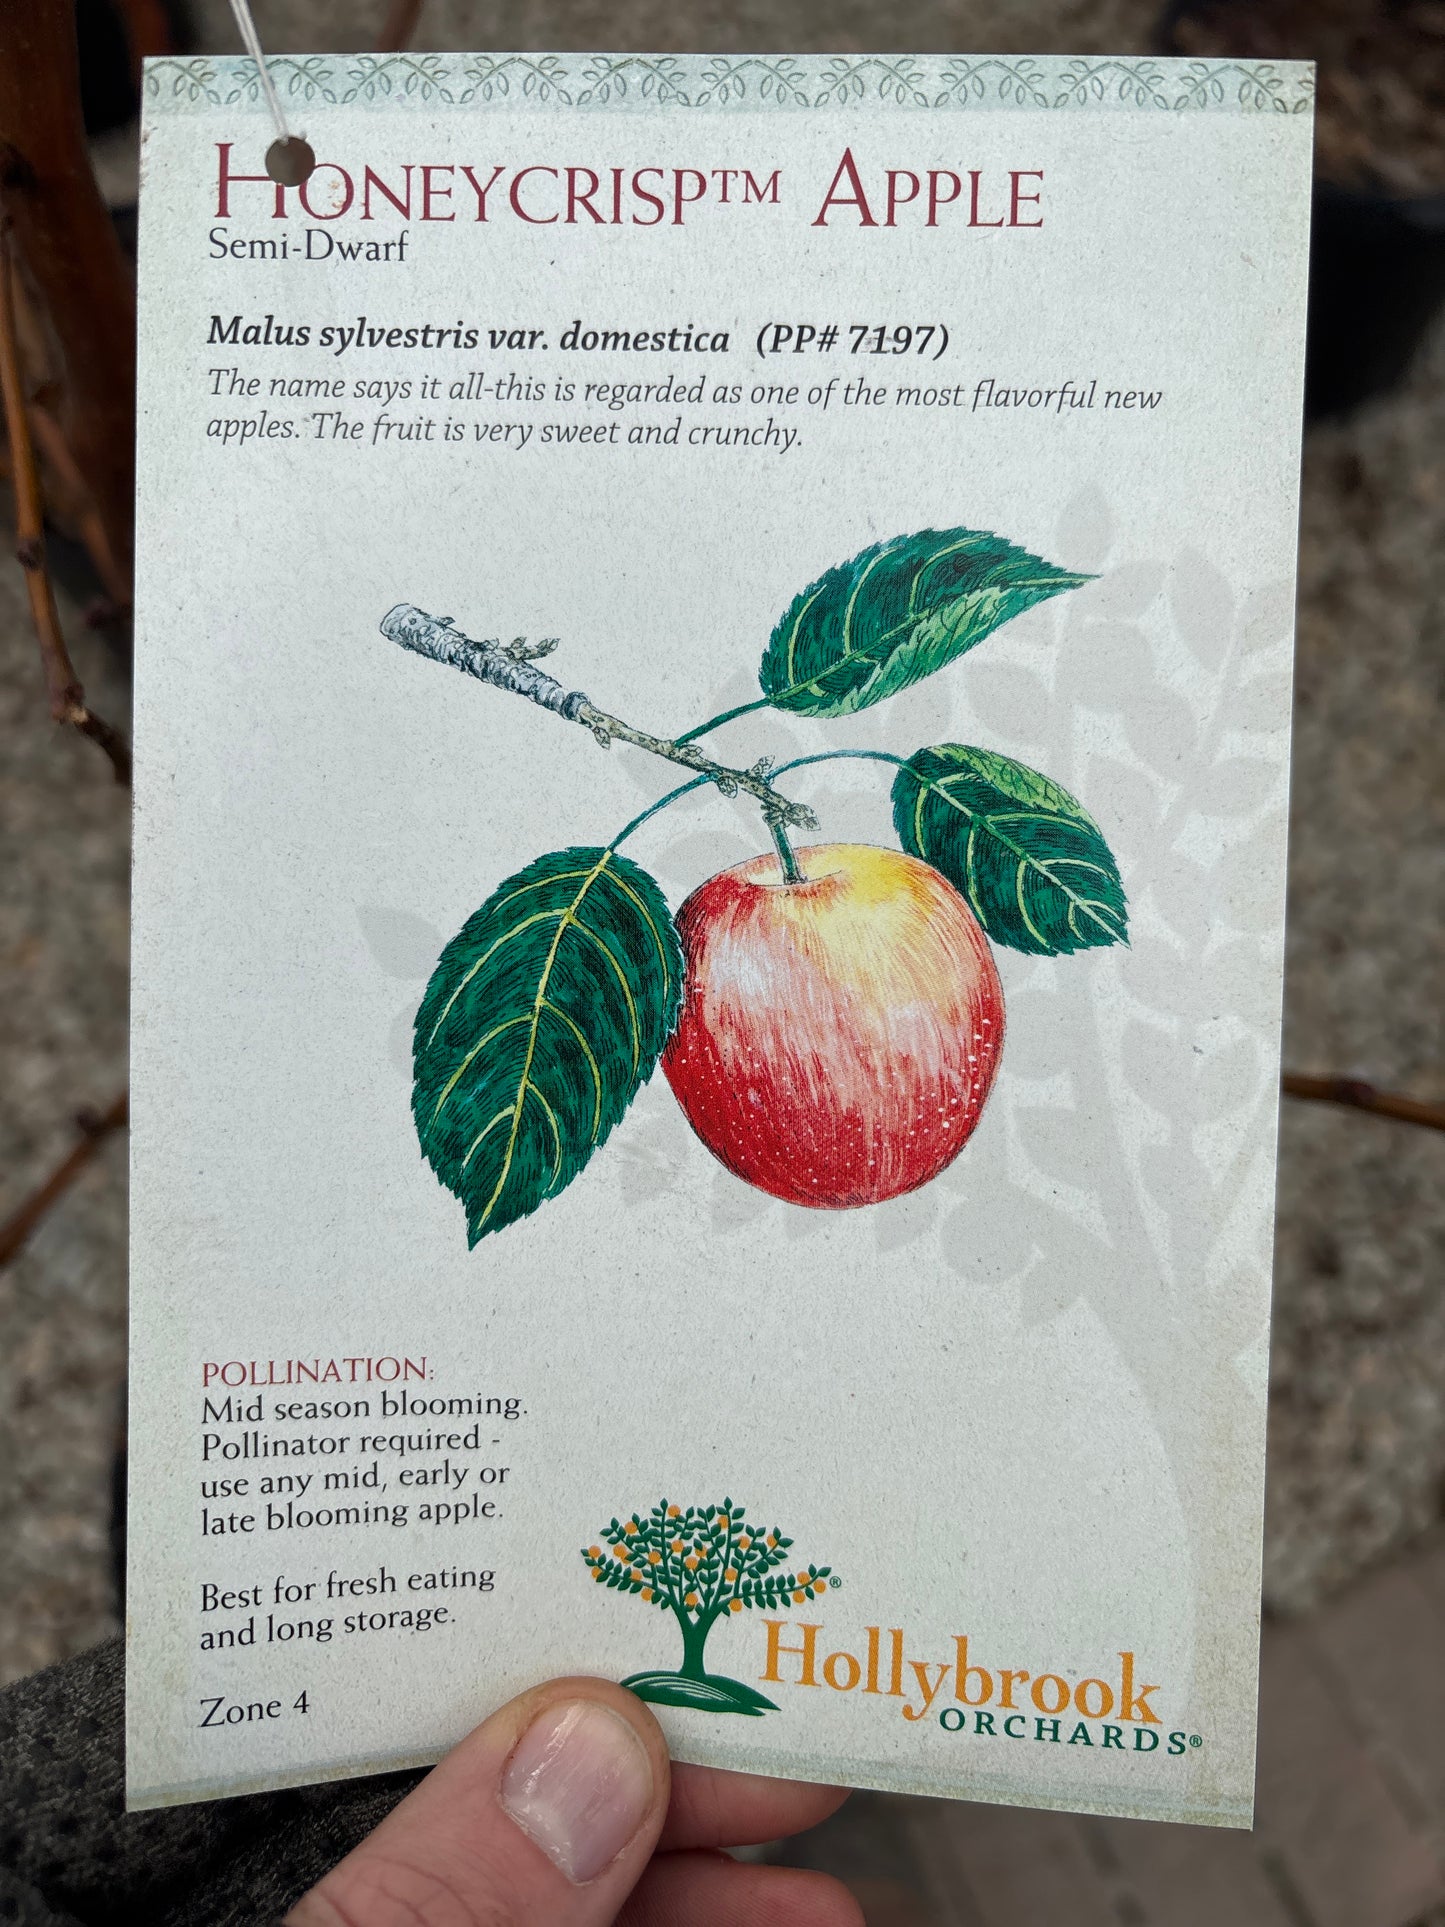 HONEYCRISP™ APPLE
Semi-Dwarf
Malus sylvestris var. domestica (PP# 7197)
The name says it all-this is regarded as one of the most flavorful new
apples. The fruit is very sweet and crunchy.
POLLINATION:
Mid season blooming.
Pollinator required -
use any mid, early or
late blooming apple.
Best for fresh eating
and long storage.
Zone 4
®
Hollybrook
ORCHARDS®